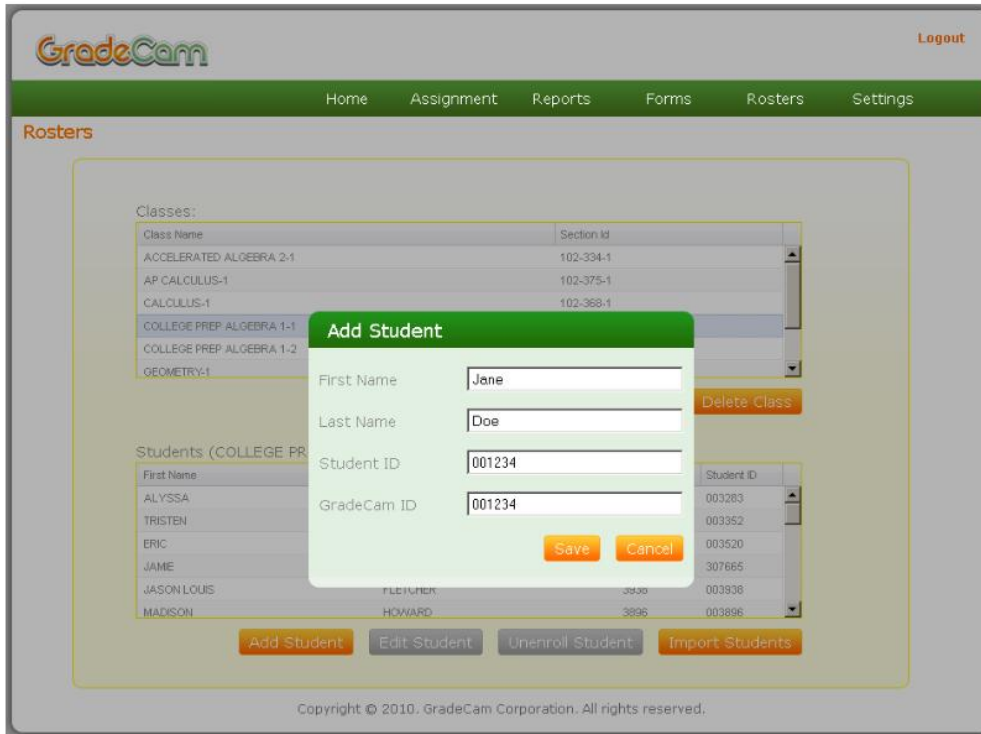 GradeCam
Logout
Home Assignment Reports Forms Rosters Settings
Rosters
Classes:
Class Name Section Id
ACCELERATED ALGEBRA 2-1 102-334-1
AP CALCULUS-1 102-375-1
CALCULUS-1 102-368-1
COLLEGE PREP ALGEBRA 1-1
COLLEGE PREP ALGEBRA 1-2
GEOMETRY-1
Delete Class
Add Student
First Name Jane
Last Name Doe
Student ID 001234
GradeCam ID 001234
Save Cancel
Students (COLLEGE PR
First Name Student ID
ALYSSA 003283
TRISTEN 003352
ERIC 003520
JAMIE 307665
JASON LOUIS FLETCHER 3938 003938
MADISON HOWARD 3896 003896
Add Student Edit Student Unenroll Student Import Students
Copyright © 2010. GradeCam Corporation. All rights reserved.